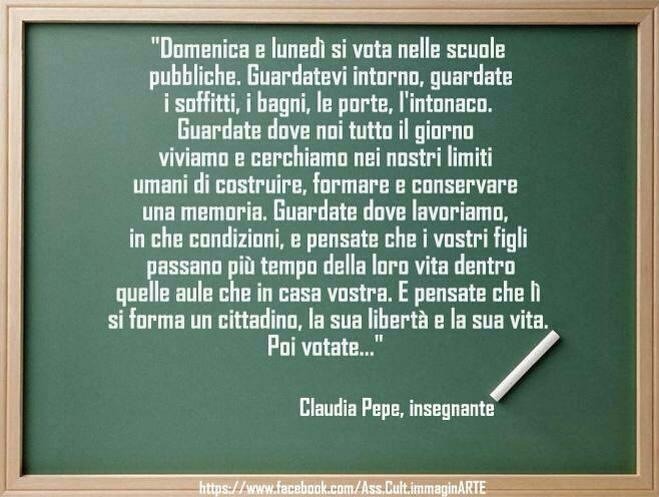 "Domenica e lunedì si vota nelle scuole
pubbliche. Guardatevi intorno, guardate
i soffitti, i bagni, le porte, l'intonaco.
Guardate dove noi tutto il giorno
viviamo e cerchiamo nei nostri limiti
umani di costruire, formare e conservare
una memoria. Guardate dove lavoriamo,
in che condizioni, e pensate che i vostri figli
passano più tempo della loro vita dentro
quelle aule che in casa vostra. E pensate che lì
si forma un cittadino, la sua libertà e la sua vita.
Poi votate..."
Claudia Pepe, insegnante
https://www.facebook.com/Ass.Cult.immaginARTE